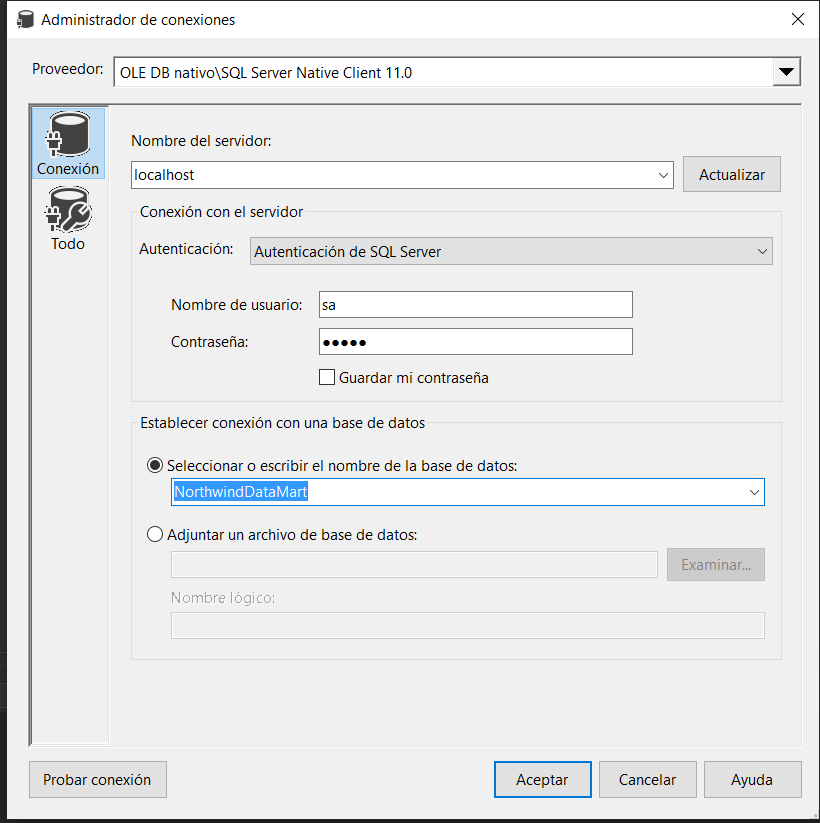 Administrador de conexiones
Proveedor: OLE DB nativo\SQL Server Native Client 11.0
Conexión
Todo
Nombre del servidor:
localhost Actualizar
Conexión con el servidor
Autenticación: Autenticación de SQL Server
Nombre de usuario: sa
Contraseña: ●●●●●
Guardar mi contraseña
Establecer conexión con una base de datos
Seleccionar o escribir el nombre de la base de datos:
NorthwindDataMart
Adjuntar un archivo de base de datos:
Examinar...
Nombre lógico:
Probar conexión Aceptar Cancelar Ayuda